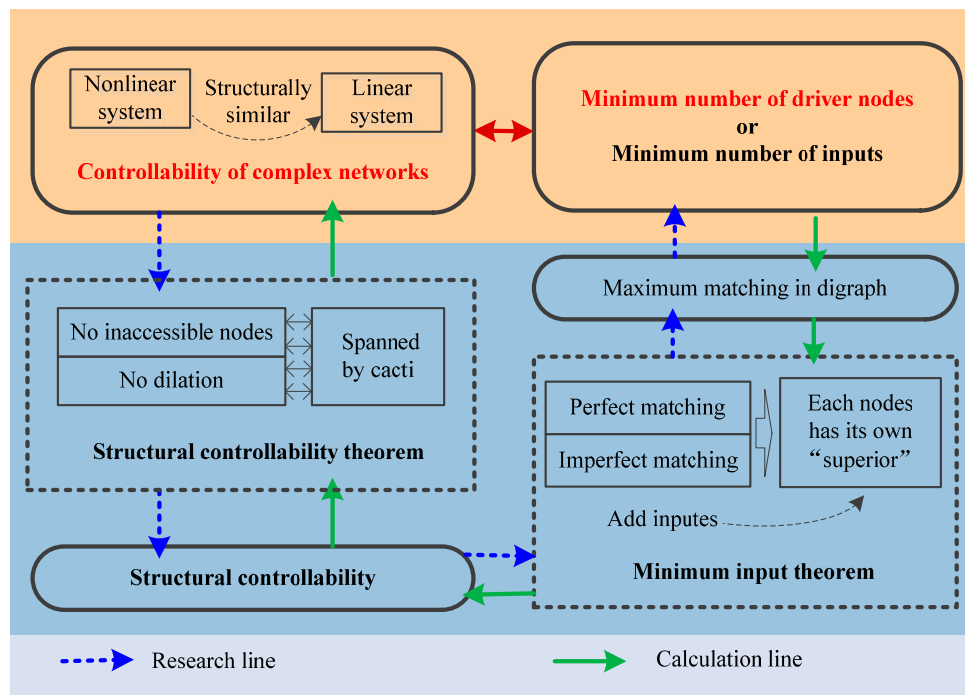 Nonlinear
system
Structurally
similar
Linear
system
Controllability of complex networks
Minimum number of driver nodes
or
Minimum number of inputs
Maximum matching in digraph
No inaccessible nodes
No dilation
Spanned
by cacti
Structural controllability theorem
Perfect matching
Imperfect matching
Each nodes
has its own
“superior”
Add inputes
Minimum input theorem
Structural controllability
Research line
Calculation line